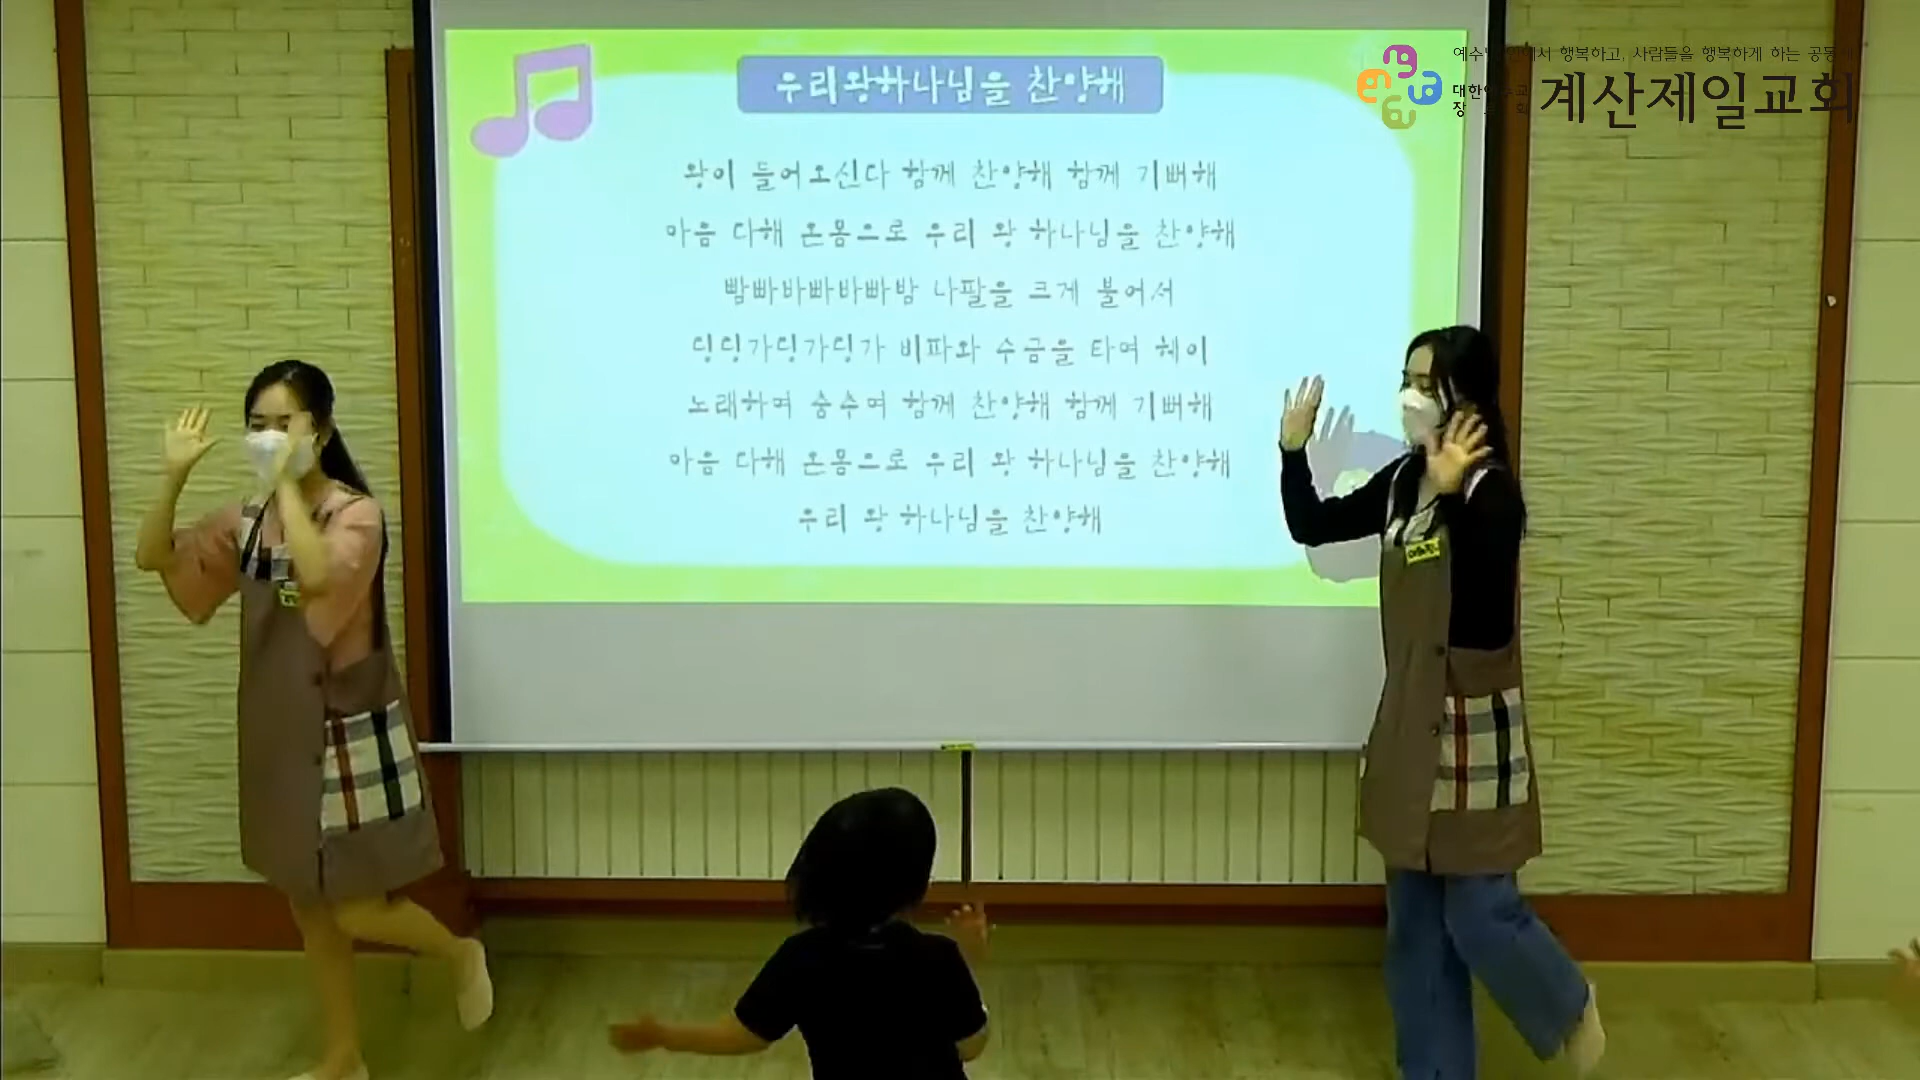 우리왕하나님을 찬양해
왕이 들어오신다 함께 찬양해 함께 기뻐해
마음 다해 온몸으로 우리 왕 하나님을 찬양해
빰빠바빠바빠밤 나팔을 크게 불어서
딩딩가딩가딩가 비파와 수금을 타며 헤이
노래하며 춤추며 함께 찬양해 함께 기뻐해
마음 다해 온몸으로 우리 왕 하나님을 찬양해
우리 왕 하나님을 찬양해
행복하고, 사람들을 행복하게 하는
계산제일교회